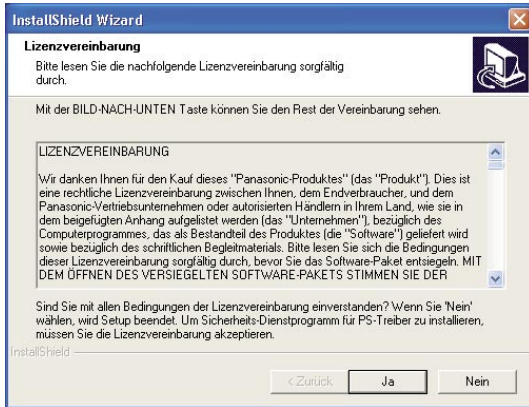 InstallShield Wizard
Lizenzvereinbarung
Bitte lesen Sie die nachfolgende Lizenzvereinbarung sorgfältig
durch.
Mit der BILD-NACH-UNTEN Taste können Sie den Rest der Vereinbarung sehen.
LIZENZVEREINBARUNG
Wir danken Ihnen für den Kauf dieses "Panasonic-Produktes" (das "Produkt"). Dies ist
eine rechtliche Lizenzvereinbarung zwischen Ihnen, dem Endverbraucher, und dem
Panasonic-Vertriebsunternehmen oder autorisierten Händlern in Ihrem Land, wie sie in
dem beigefügten Anhang aufgelistet werden (das "Unternehmen"), bezüglich des
Computerprogrammes, das als Bestandteil des Produktes (die "Software") geliefert wird
sowie bezüglich des schriftlichen Begleitmaterials. Bitte lesen Sie sich die Bedingungen
dieser Lizenzvereinbarung sorgfältig durch, bevor Sie das Software-Paket entsiegeln. MIT
DEM ÖFFNEN DES VERSIEGELTEN SOFTWARE-PAKETS STIMMEN SIE DER
Sind Sie mit allen Bedingungen der Lizenzvereinbarung einverstanden? Wenn Sie 'Nein'
wählen, wird Setup beendet. Um Sicherheits-Dienstprogramm für PS-Treiber zu installieren,
müssen Sie die Lizenzvereinbarung akzeptieren.
InstallShield
< Zurück
Ja
Nein